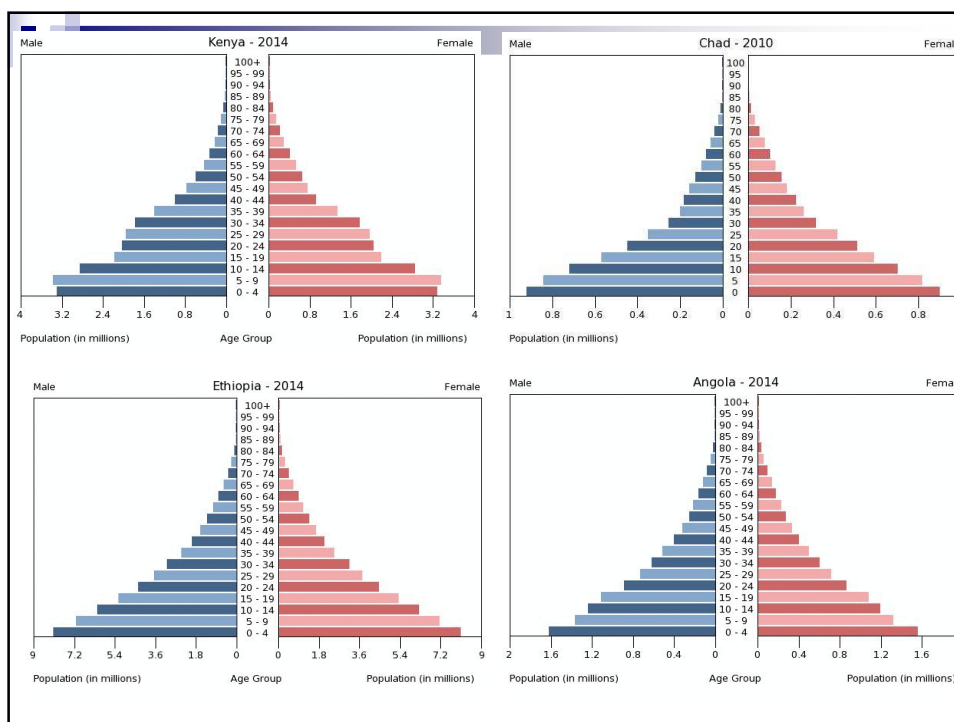 Male Kenya - 2014 Female
100+
95 - 99
90 - 94
85 - 89
80 - 84
75 - 79
70 - 74
65 - 69
60 - 64
55 - 59
50 - 54
45 - 49
40 - 44
35 - 39
30 - 34
25 - 29
20 - 24
15 - 19
10 - 14
5 - 9
0 - 4
4 3.2 2.4 1.6 0.8 0 0 0.8 1.6 2.4 3.2 4
Population (in millions) Age Group Population (in millions)
Male Chad - 2010 Femal
100
95
90
85
80
75
70
65
60
55
50
45
40
35
30
25
20
15
10
5
0
1 0.8 0.6 0.4 0.2 0 0 0.2 0.4 0.6 0.8
Population (in millions)
Male Ethiopia - 2014 Female
100+
95 - 99
90 - 94
85 - 89
80 - 84
75 - 79
70 - 74
65 - 69
60 - 64
55 - 59
50 - 54
45 - 49
40 - 44
35 - 39
30 - 34
25 - 29
20 - 24
15 - 19
10 - 14
5 - 9
0 - 4
9 7.2 5.4 3.6 1.8 0 0 1.8 3.6 5.4 7.2 9
Population (in millions) Age Group Population (in millions)
Male Angola - 2014 Fema
100+
95 - 99
90 - 94
85 - 89
80 - 84
75 - 79
70 - 74
65 - 69
60 - 64
55 - 59
50 - 54
45 - 49
40 - 44
35 - 39
30 - 34
25 - 29
20 - 24
15 - 19
10 - 14
5 - 9
0 - 4
2 1.6 1.2 0.8 0.4 0 0 0.4 0.8 1.2 1.6
Population (in millions) Age Group Population (in millions)